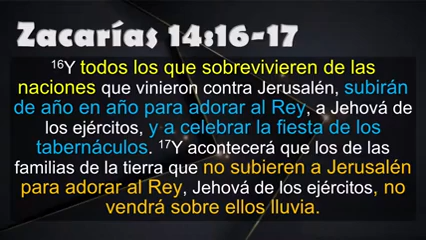 Zacarías 14:16-17
¹⁶Y todos los que sobrevivieren de las
naciones que vinieron contra Jerusalén, subirán
de año en año para adorar al Rey, a Jehová de
los ejércitos, y a celebrar la fiesta de los
tabernáculos. ¹⁷Y acontecerá que los de las
familias de la tierra que no subieren a Jerusalén
para adorar al Rey, Jehová de los ejércitos, no
vendrá sobre ellos lluvia.